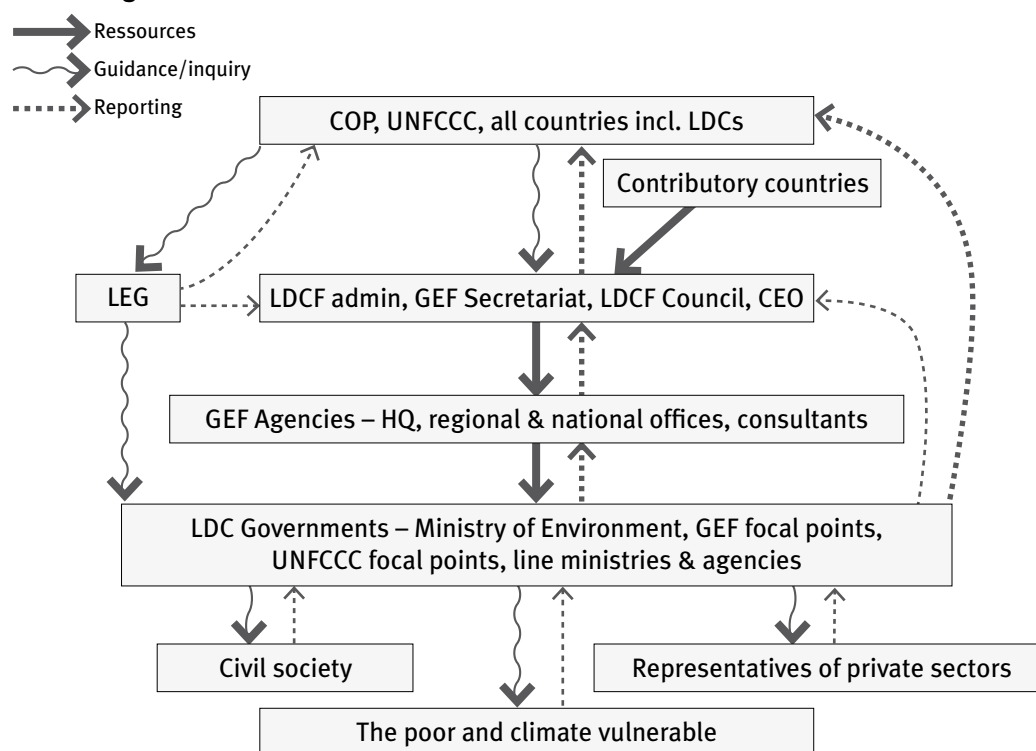 Ressources
Guidance/inquiry
Reporting
COP, UNFCCC, all countries incl. LDCs
Contributory countries
LEG
LDCF admin, GEF Secretariat, LDCF Council, CEO
GEF Agencies – HQ, regional & national offices, consultants
LDC Governments – Ministry of Environment, GEF focal points,
UNFCCC focal points, line ministries & agencies
Civil society
Representatives of private sectors
The poor and climate vulnerable